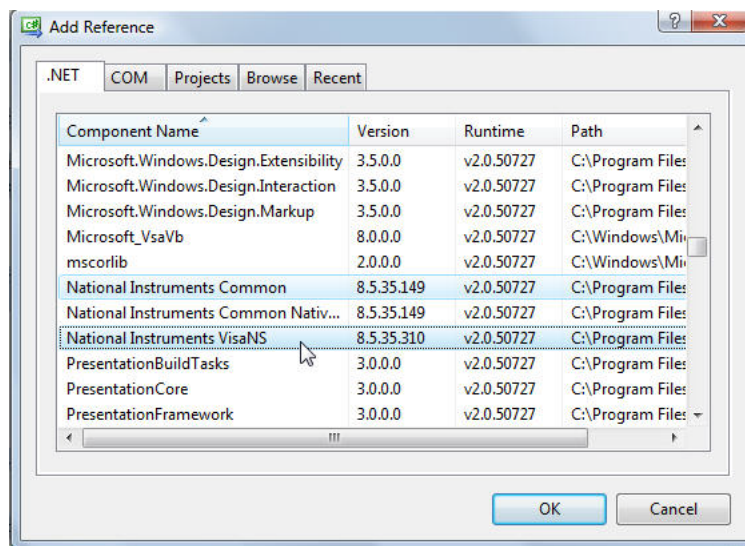 Add Reference
.NET COM Projects Browse Recent
Component Name Version Runtime Path
Microsoft.Windows.Design.Extensibility 3.5.0.0 v2.0.50727 C:\Program Files
Microsoft.Windows.Design.Interaction 3.5.0.0 v2.0.50727 C:\Program Files
Microsoft.Windows.Design.Markup 3.5.0.0 v2.0.50727 C:\Program Files
Microsoft_VsaVb 8.0.0.0 v2.0.50727 C:\Windows\Mi
mscorlib 2.0.0.0 v2.0.50727 C:\Windows\Mi
National Instruments Common 8.5.35.149 v2.0.50727 C:\Program Files
National Instruments Common Nativ... 8.5.35.149 v2.0.50727 C:\Program Files
National Instruments VisaNS 8.5.35.310 v2.0.50727 C:\Program Files
PresentationBuildTasks 3.0.0.0 v2.0.50727 C:\Program Files
PresentationCore 3.0.0.0 v2.0.50727 C:\Program Files
PresentationFramework 3.0.0.0 v2.0.50727 C:\Program Files
OK Cancel